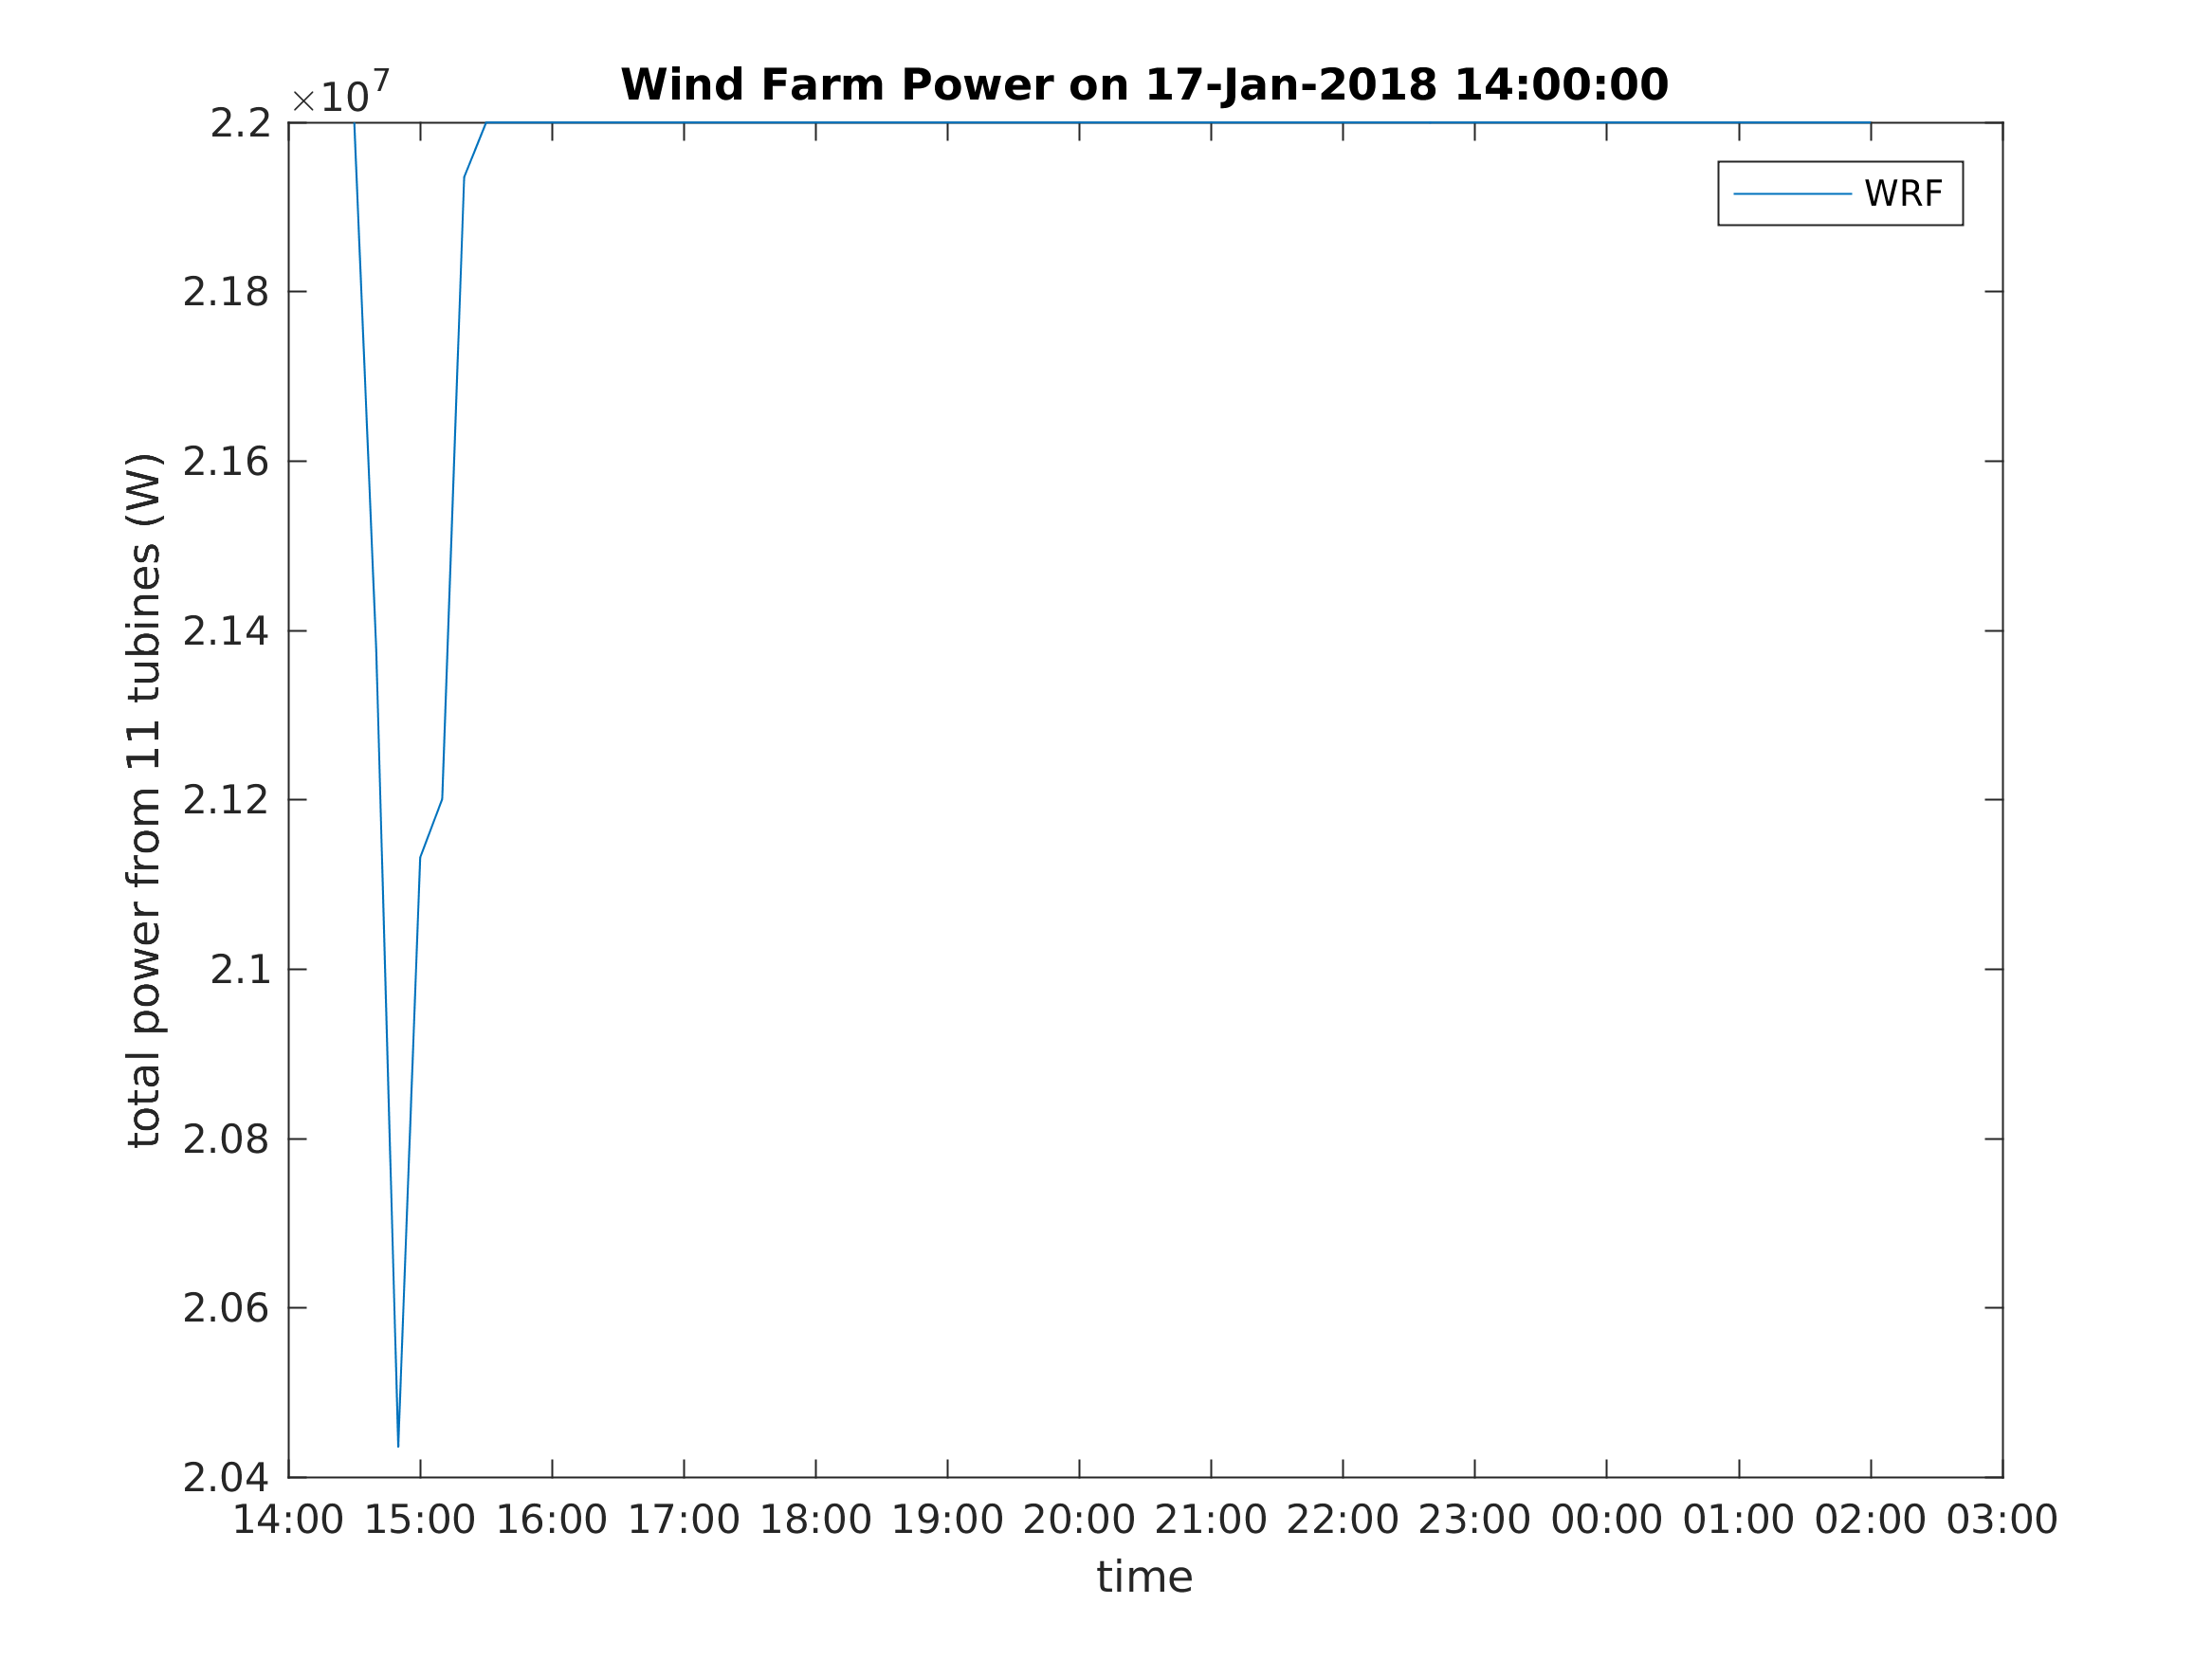 Wind Farm Power on 17-Jan-2018 14:00:00
×10^7
2.2
2.18
2.16
2.14
2.12
2.1
2.08
2.06
2.04
total power from 11 tubines (W)
WRF
14:00 15:00 16:00 17:00 18:00 19:00 20:00 21:00 22:00 23:00 00:00 01:00 02:00 03:00
time